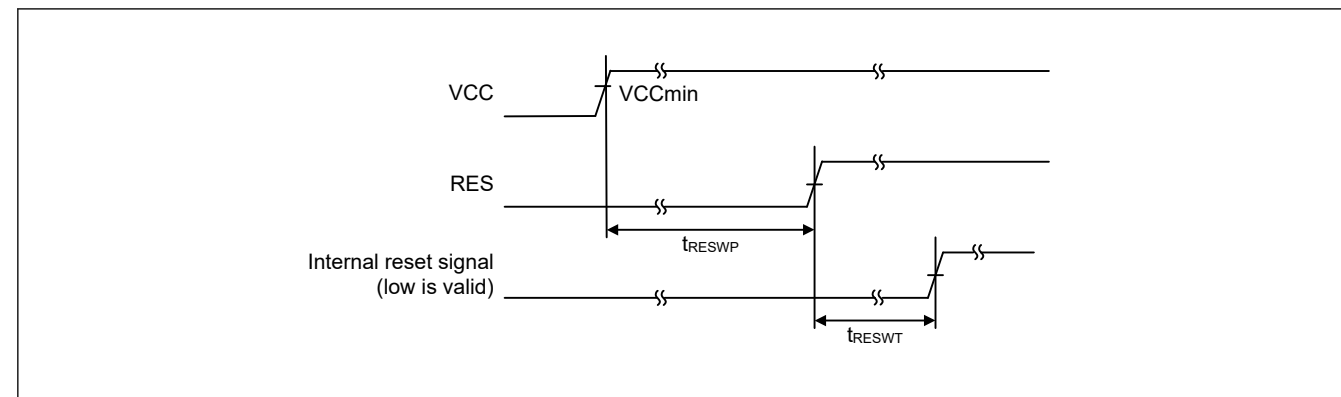 VCC
VCCmin
RES
tRESWP
Internal reset signal
(low is valid)
tRESWT